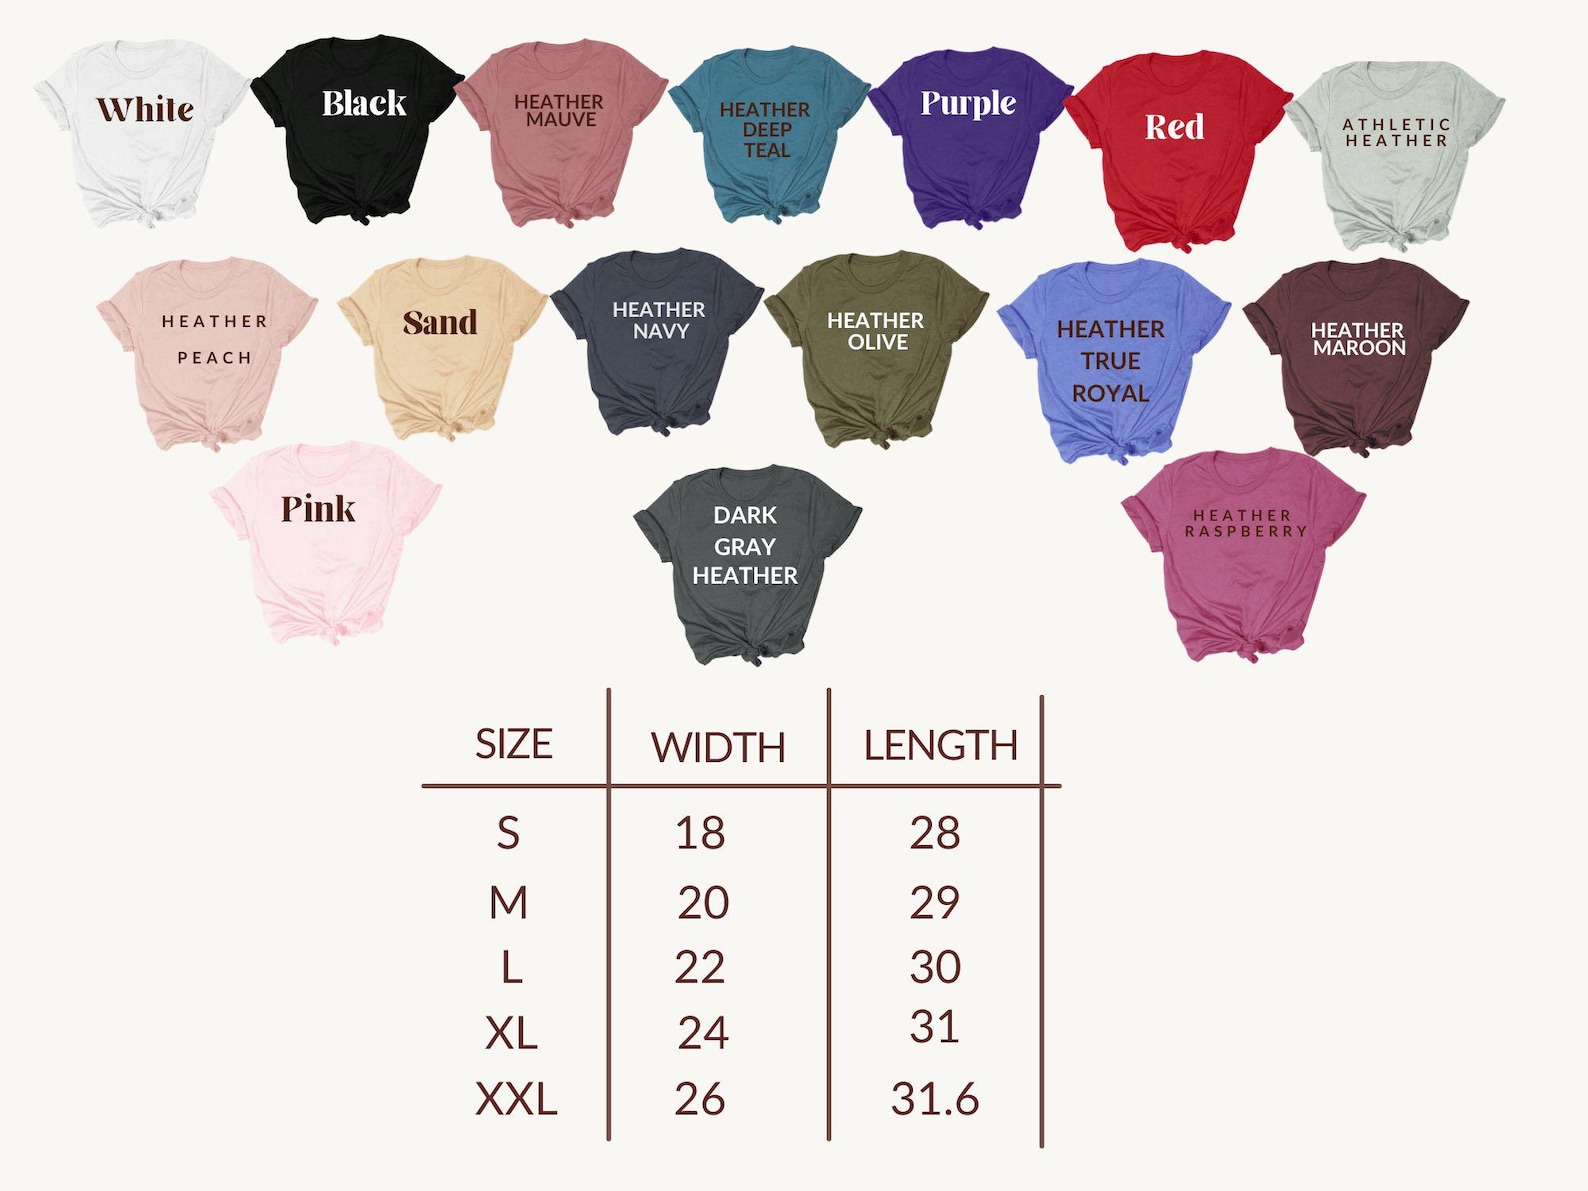 White
Black
HEATHER
MAUVE
HEATHER
DEEP
TEAL
Purple
Red
ATHLETIC
HEATHER
HEATHER
PEACH
Sand
HEATHER
NAVY
HEATHER
OLIVE
HEATHER
TRUE
ROYAL
HEATHER
MAROON
Pink
DARK
GRAY
HEATHER
HEATHER
RASPBERRY
SIZE WIDTH LENGTH
S 18 28
M 20 29
L 22 30
XL 24 31
XXL 26 31.6